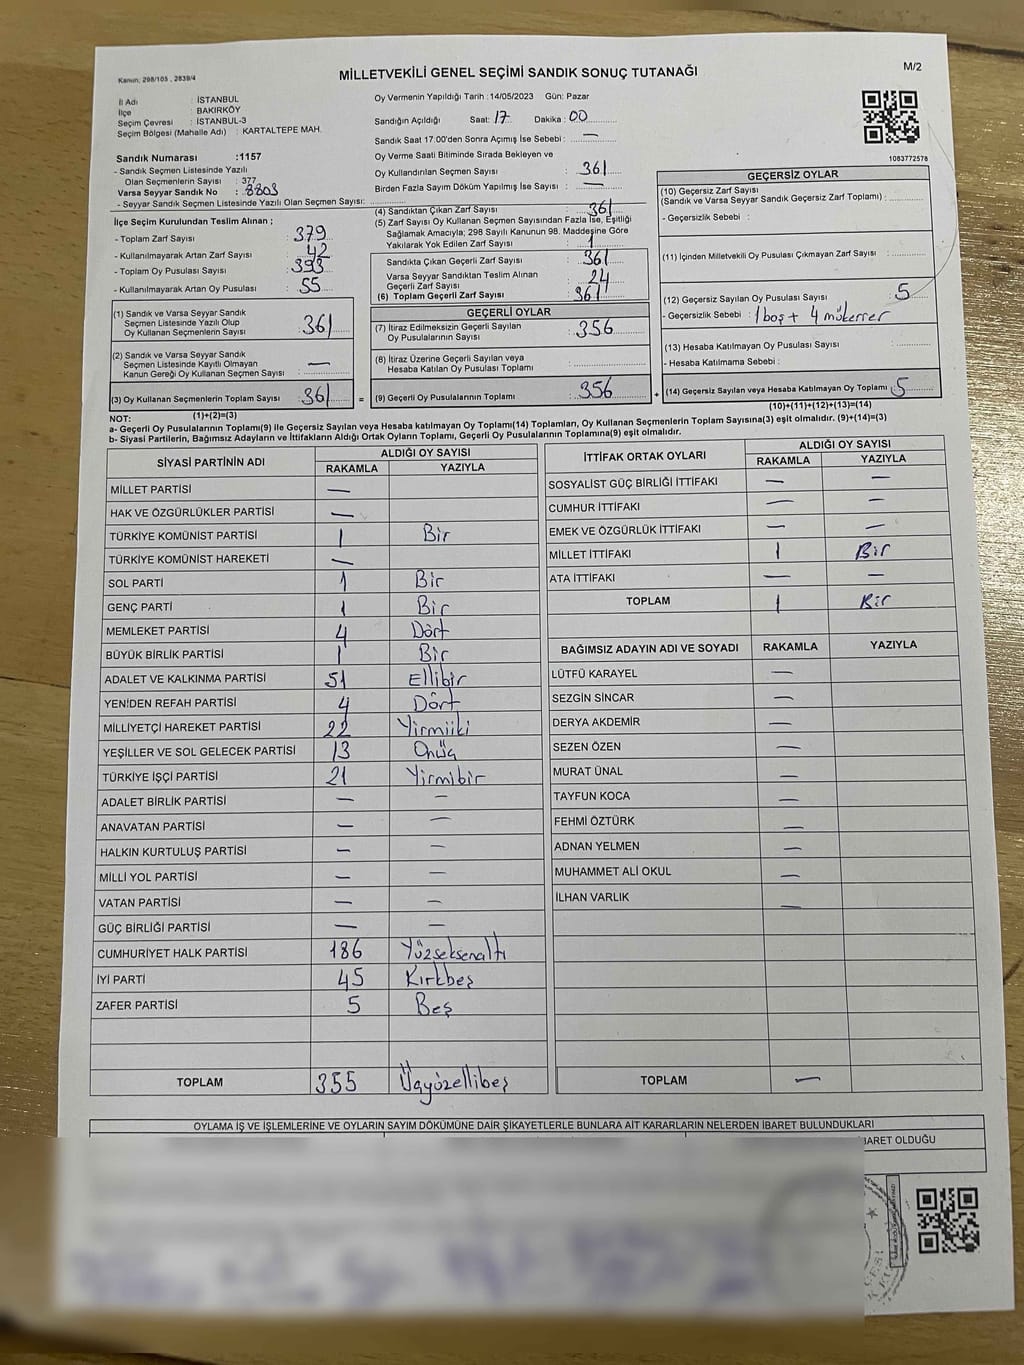 Kanun, 298/105 , 2839/4
MİLLETVEKİLİ GENEL SEÇİMİ SANDIK SONUÇ TUTANAĞI
M/2
İl Adı : İSTANBUL
İlçe : BAKIRKÖY
Seçim Çevresi : İSTANBUL-3
Seçim Bölgesi (Mahalle Adı) : KARTALTEPE MAH.
Sandık Numarası :1157
- Sandık Seçmen Listesinde Yazılı
Olan Seçmenlerin Sayısı : 377
Varsa Seyyar Sandık No : 8803
- Seyyar Sandık Seçmen Listesinde Yazılı Olan Seçmen Sayısı:
Oy Vermenin Yapıldığı Tarih :14/05/2023 Gün: Pazar
Sandığın Açıldığı Saat: 17 Dakika : 00
Sandık Saat 17:00'den Sonra Açımış İse Sebebi : —
Oy Verme Saati Bitiminde Sırada Bekleyen ve
Oy Kullandırılan Seçmen Sayısı : 361
Birden Fazla Sayım Döküm Yapılmış İse Sayısı : —
1083772578
İlçe Seçim Kurulundan Teslim Alınan ;
- Toplam Zarf Sayısı : 379
- Kullanılmayarak Artan Zarf Sayısı : 42
- Toplam Oy Pusulası Sayısı : 393
- Kullanılmayarak Artan Oy Pusulası : 55
(4) Sandıktan Çıkan Zarf Sayısı : 361
(5) Zarf Sayısı Oy Kullanan Seçmen Sayısından Fazla İse, Eşitliği
Sağlamak Amacıyla; 298 Sayılı Kanunun 98. Maddesine Göre
Yakılarak Yok Edilen Zarf Sayısı : 1
Sandıkta Çıkan Geçerli Zarf Sayısı : 361
Varsa Seyyar Sandıktan Teslim Alınan
Geçerli Zarf Sayısı : 24
(6) Toplam Geçerli Zarf Sayısı : 361
GEÇERSİZ OYLAR
(10) Geçersiz Zarf Sayısı
(Sandık ve Varsa Seyyar Sandık Geçersiz Zarf Toplamı) :
- Geçersizlik Sebebi :
(11) İçinden Milletvekili Oy Pusulası Çıkmayan Zarf Sayısı :
(12) Geçersiz Sayılan Oy Pusulası Sayısı : 5
- Geçersizlik Sebebi : 1 boş + 4 mükerrer
(13) Hesaba Katılmayan Oy Pusulası Sayısı :
- Hesaba Katılmama Sebebi :
(14) Geçersiz Sayılan veya Hesaba Katılmayan Oy Toplamı : 5
(10)+(11)+(12)+(13)=(14)
(1) Sandık ve Varsa Seyyar Sandık
Seçmen Listesinde Yazılı Olup
Oy Kullanan Seçmenlerin Sayısı : 361
(2) Sandık ve Varsa Seyyar Sandık
Seçmen Listesinde Kayıtlı Olmayan
Kanun Gereği Oy Kullanan Seçmen Sayısı : —
(3) Oy Kullanan Seçmenlerin Toplam Sayısı : 361 =
(1)+(2)=(3)
GEÇERLİ OYLAR
(7) İtiraz Edilmeksizin Geçerli Sayılan
Oy Pusulalarının Sayısı : 356
(8) İtiraz Üzerine Geçerli Sayılan veya
Hesaba Katılan Oy Pusulası Toplamı :
(9) Geçerli Oy Pusulalarının Toplamı : 356 +
NOT:
a- Geçerli Oy Pusulalarının Toplamı(9) ile Geçersiz Sayılan veya Hesaba katılmayan Oy Toplamı(14) Toplamları, Oy Kullanan Seçmenlerin Toplam Sayısına(3) eşit olmalıdır. (9)+(14)=(3)
b- Siyasi Partilerin, Bağımsız Adayların ve İttifakların Aldığı Ortak Oyların Toplamı, Geçerli Oy Pusulalarının Toplamına(9) eşit olmalıdır.
SİYASİ PARTİNİN ADI ALDIĞI OY SAYISI
RAKAMLA YAZIYLA
MİLLET PARTİSİ —
HAK VE ÖZGÜRLÜKLER PARTİSİ —
TÜRKİYE KOMÜNİST PARTİSİ 1 Bir
TÜRKİYE KOMÜNİST HAREKETİ —
SOL PARTİ 1 Bir
GENÇ PARTİ 1 Bir
MEMLEKET PARTİSİ 4 Dört
BÜYÜK BİRLİK PARTİSİ 1 Bir
ADALET VE KALKINMA PARTİSİ 51 Ellibir
YENİDEN REFAH PARTİSİ 4 Dört
MİLLİYETÇİ HAREKET PARTİSİ 22 Yirmiiki
YEŞİLLER VE SOL GELECEK PARTİSİ 13 Onüç
TÜRKİYE İŞÇİ PARTİSİ 21 Yirmibir
ADALET BİRLİK PARTİSİ — —
ANAVATAN PARTİSİ — —
HALKIN KURTULUŞ PARTİSİ — —
MİLLİ YOL PARTİSİ — —
VATAN PARTİSİ — —
GÜÇ BİRLİĞİ PARTİSİ — —
CUMHURİYET HALK PARTİSİ 186 Yüzseksenaltı
İYİ PARTİ 45 Kırkbeş
ZAFER PARTİSİ 5 Beş
TOPLAM 355 Üçyüzellibeş
İTTİFAK ORTAK OYLARI ALDIĞI OY SAYISI
RAKAMLA YAZIYLA
SOSYALİST GÜÇ BİRLİĞİ İTTİFAKI — —
CUMHUR İTTİFAKI — —
EMEK VE ÖZGÜRLÜK İTTİFAKI — —
MİLLET İTTİFAKI 1 Bir
ATA İTTİFAKI — —
TOPLAM 1 Bir
BAĞIMSIZ ADAYIN ADI VE SOYADI RAKAMLA YAZIYLA
LÜTFÜ KARAYEL —
SEZGİN SİNCAR —
DERYA AKDEMİR —
SEZEN ÖZEN —
MURAT ÜNAL —
TAYFUN KOCA —
FEHMİ ÖZTÜRK —
ADNAN YELMEN —
MUHAMMET ALİ OKUL —
İLHAN VARLIK —
TOPLAM —
OYLAMA İŞ VE İŞLEMLERİNE VE OYLARIN SAYIM DÖKÜMÜNE DAİR ŞİKAYETLERLE BUNLARA AİT KARARLARIN NELERDEN İBARET BULUNDUKLARI
İBARET OLDUĞU